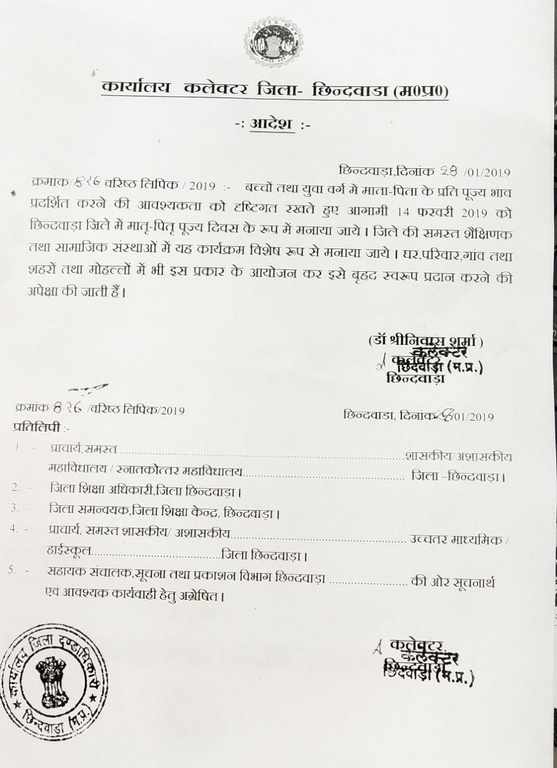 कार्यालय कलेक्टर जिला- छिन्दवाडा (म0प्र0)
-: आदेश :-
छिन्दवाड़ा,दिनांक 28 /01/2019
क्रमांक 826 वरिष्ठ लिपिक / 2019 :- बच्चों तथा युवा वर्ग में माता-पिता के प्रति पूज्य भाव
प्रदर्शित करने की आवश्यकता को दृष्टिगत रखते हुए आगामी 14 फरवरी 2019 को
छिन्दवाड़ा जिले में मातृ-पितृ पूज्य दिवस के रूप में मनाया जाये । जिले की समस्त शैक्षिणक
तथा सामाजिक संस्थाओं में यह कार्यक्रम विशेष रूप से मनाया जाये । घर,परिवार,गांव तथा
शहरों तथा मोहल्लों में भी इस प्रकार के आयोजन कर इसे बृहद स्वरूप प्रदान करने की
अपेक्षा की जाती हैं ।
(डॉ श्रीनिवास शर्मा )
कलेक्टर
कलेक्टर
छिंदवाड़ा (म.प्र.)
छिन्दवाड़ा
क्रमांक 826 /वरिष्ठ लिपिक/2019 छिन्दवाड़ा, दिनांक 28/01/2019
प्रतिलिपी :-
1 - प्राचार्य,समस्त ........................................................शासकीय अशासकीय
महाविधालय / स्नातकोत्तर महाविधालय........................................ जिला –छिन्दवाड़ा ।
2. - जिला शिक्षा अधिकारी,जिला छिन्दवाड़ा ।
3. - जिला समन्वयक,जिला शिक्षा केन्द्र, छिन्दवाड़ा ।
4. - प्राचार्य, समस्त शासकीय/ अशासकीय........................................... उच्चतर माध्यमिक /
हाईस्कूल................................जिला छिन्दवाड़ा ।
5. - सहायक संचालक,सूचना तथा प्रकाशन विभाग छिन्दवाड़ा ................... की ओर सूचनार्थ
एवं आवश्यक कार्यवाही हेतु अग्रेषित ।
कलेक्टर,
कलेक्टर
छिन्दवाड़ा
छिंदवाड़ा (म.प्र.)
कार्यालय जिला दण्डाधिकारी
छिन्दवाड़ा (म.प्र.)